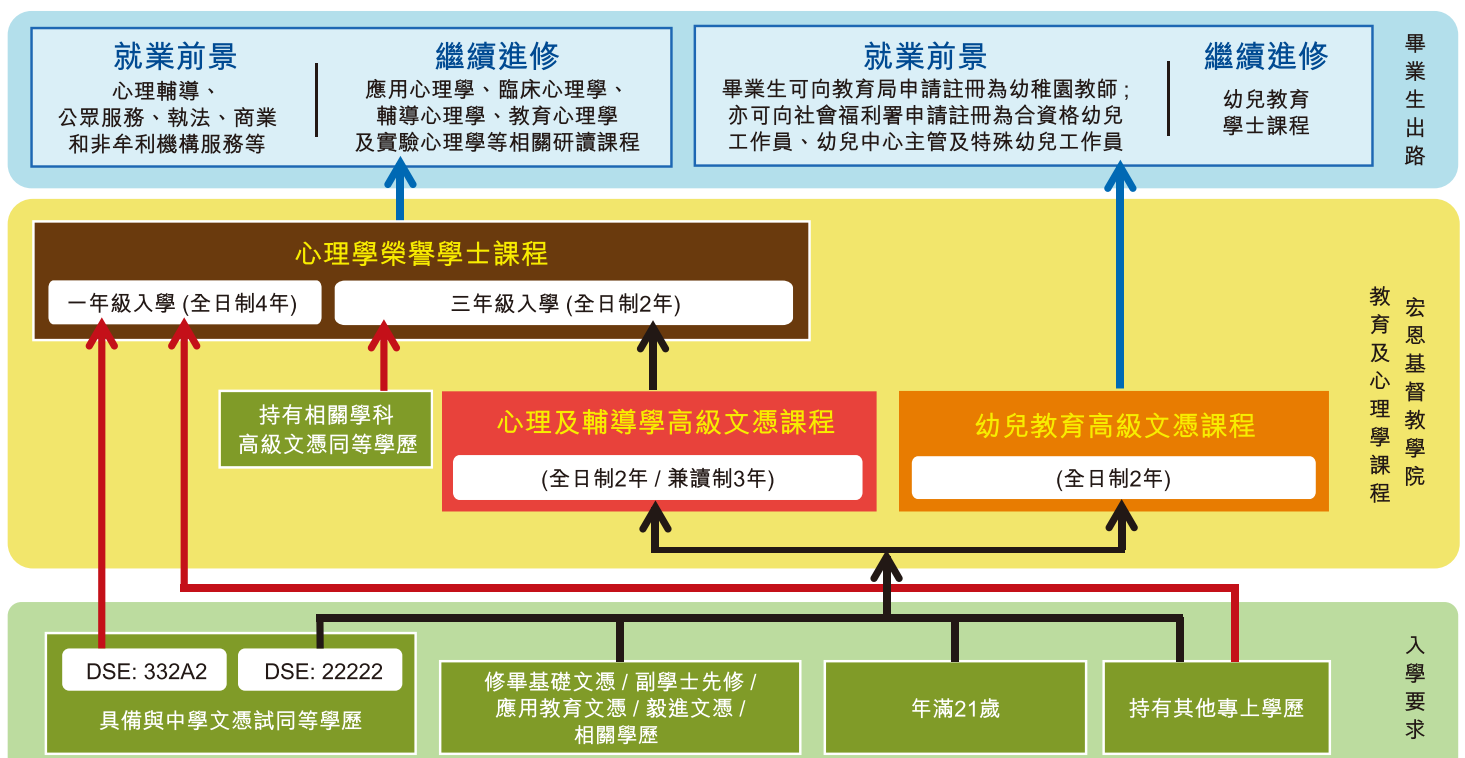 就業前景
心理輔導、
公眾服務、執法、商業
和非牟利機構服務等
繼續進修
應用心理學、臨床心理學、
輔導心理學、教育心理學
及實驗心理學等相關研讀課程
就業前景
畢業生可向教育局申請註冊為幼稚園教師;
亦可向社會福利署申請註冊為合資格幼兒
工作員、幼兒中心主管及特殊幼兒工作員
繼續進修
幼兒教育
學士課程
畢業生出路
心理學榮譽學士課程
一年級入學 (全日制4年)
三年級入學 (全日制2年)
持有相關學科
高級文憑同等學歷
心理及輔導學高級文憑課程
(全日制2年 / 兼讀制3年)
幼兒教育高級文憑課程
(全日制2年)
宏恩基督教學院
教育及心理學課程
DSE: 332A2
DSE: 22222
具備與中學文憑試同等學歷
修畢基礎文憑 / 副學士先修 /
應用教育文憑 / 毅進文憑 /
相關學歷
年滿21歲
持有其他專上學歷
入學要求